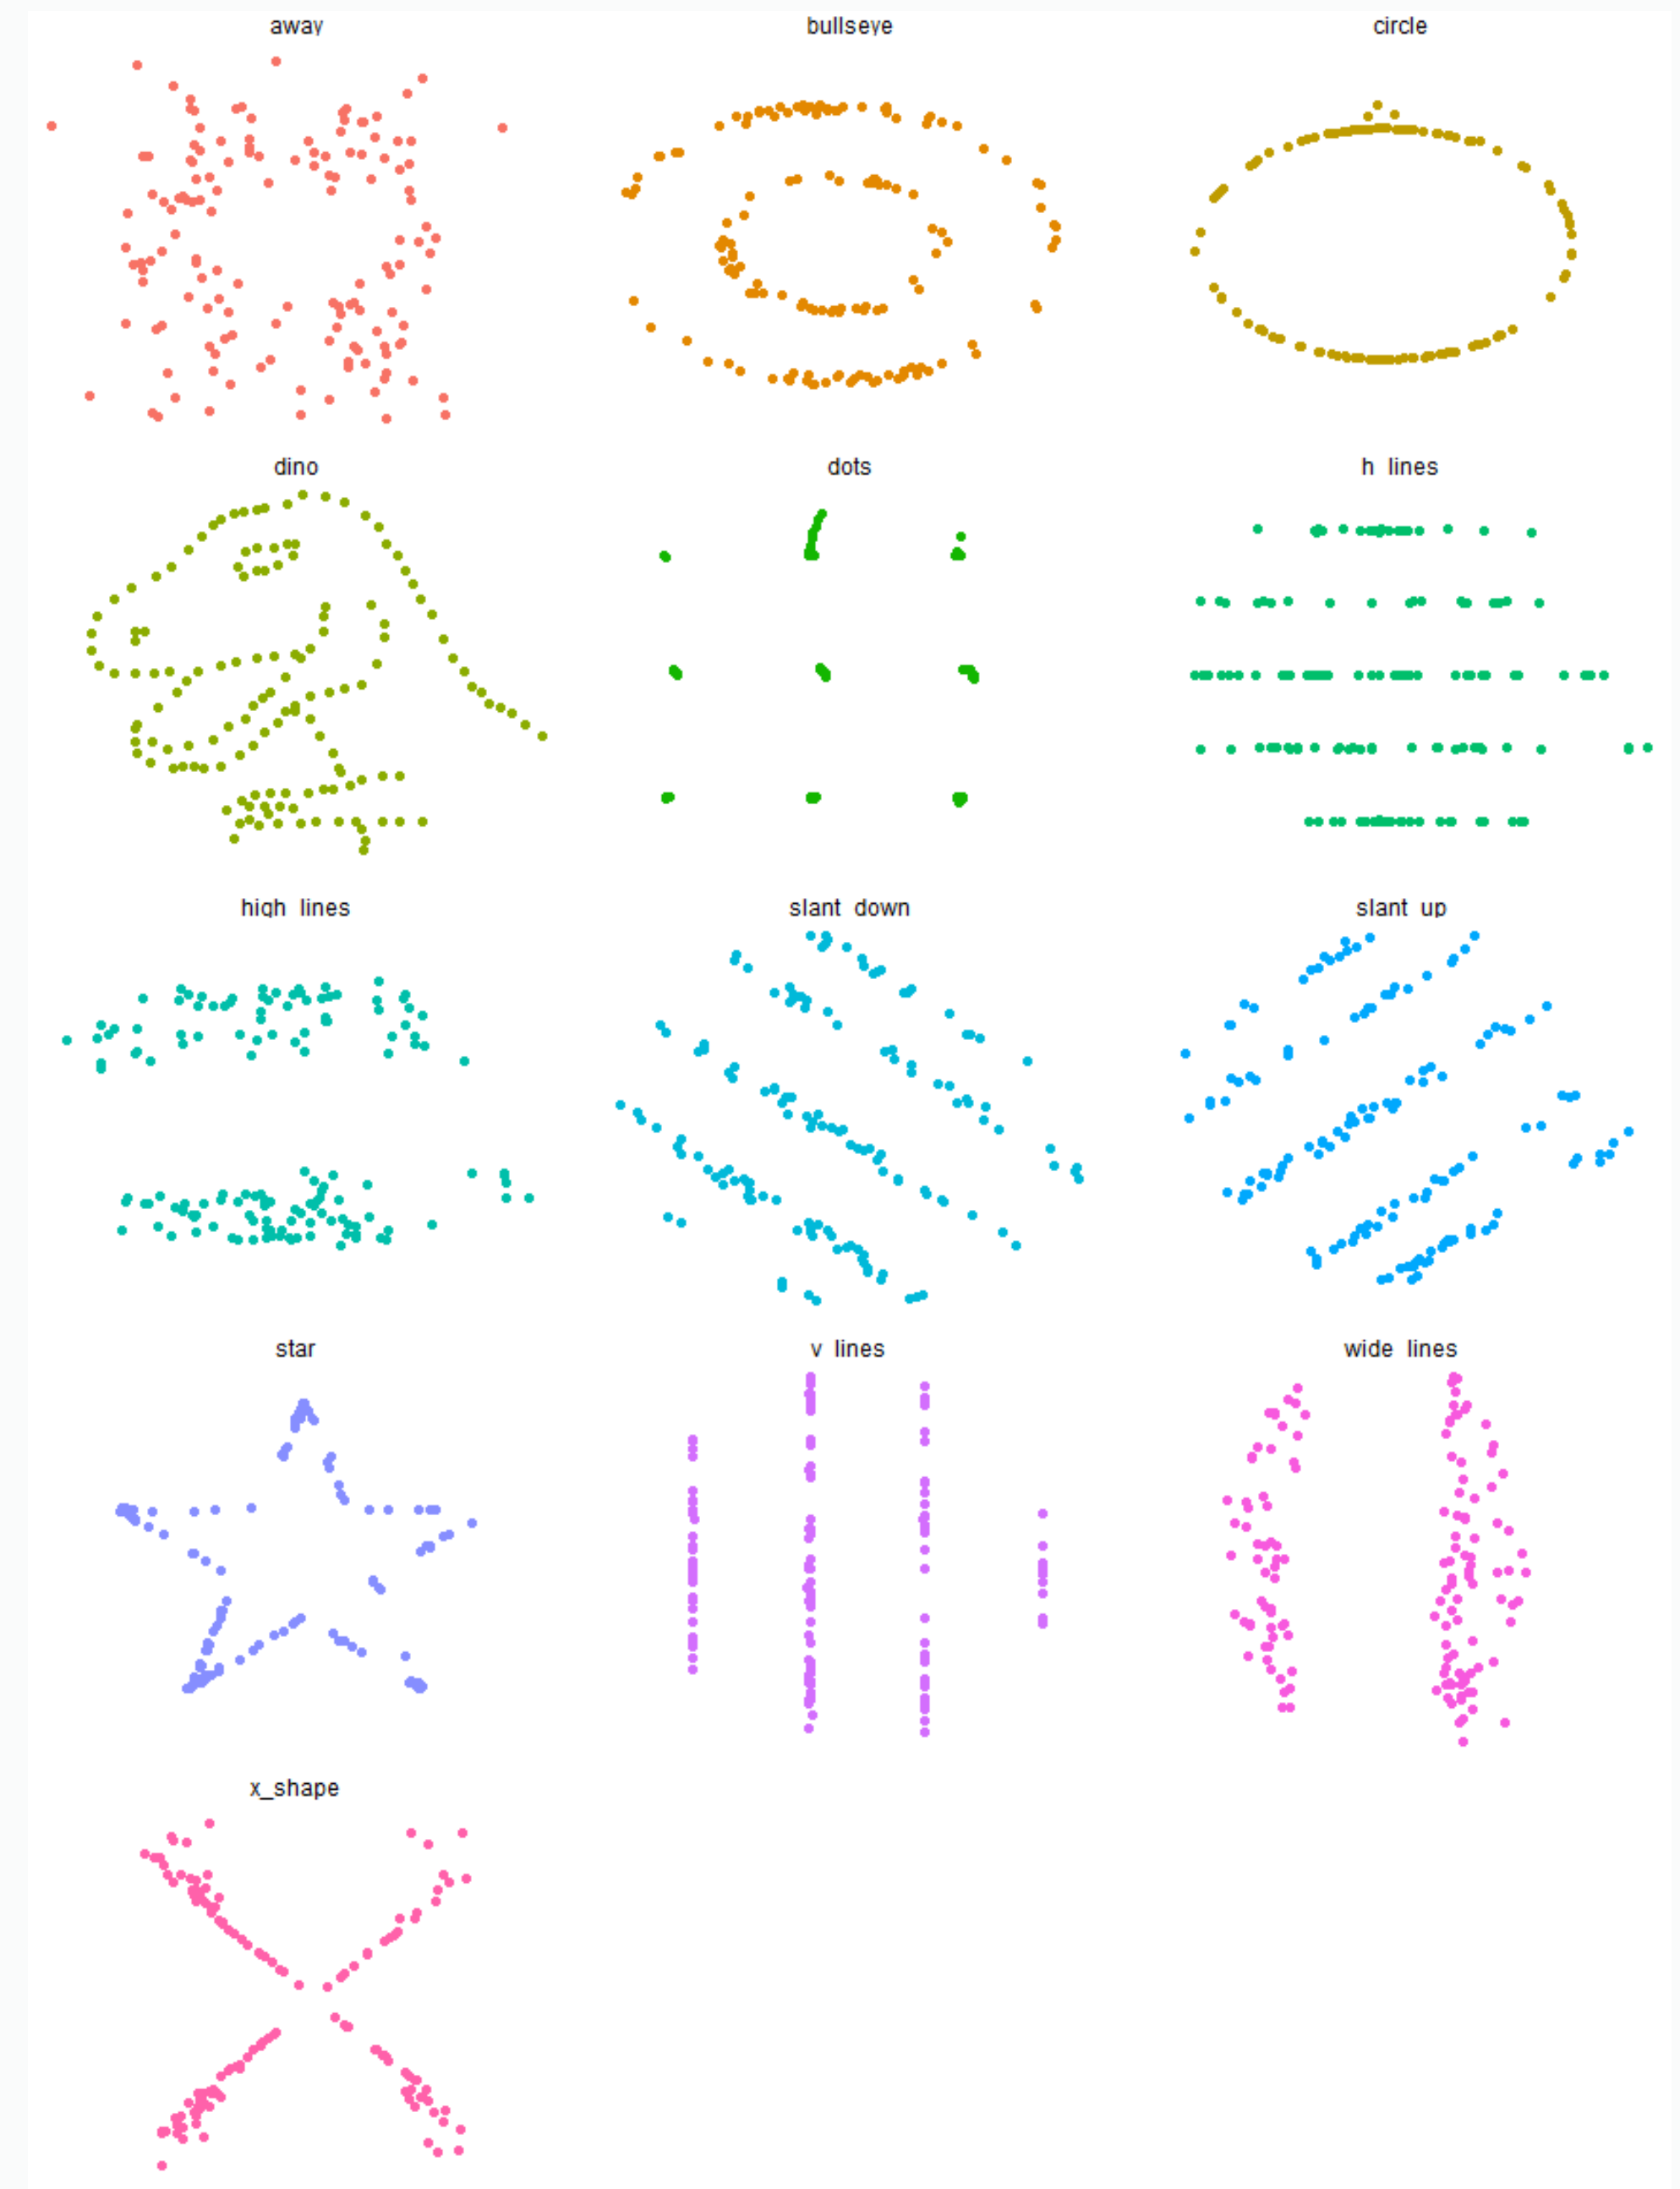 away
bullseye
circle
dino
dots
h lines
high lines
slant down
slant up
star
v lines
wide lines
x_shape